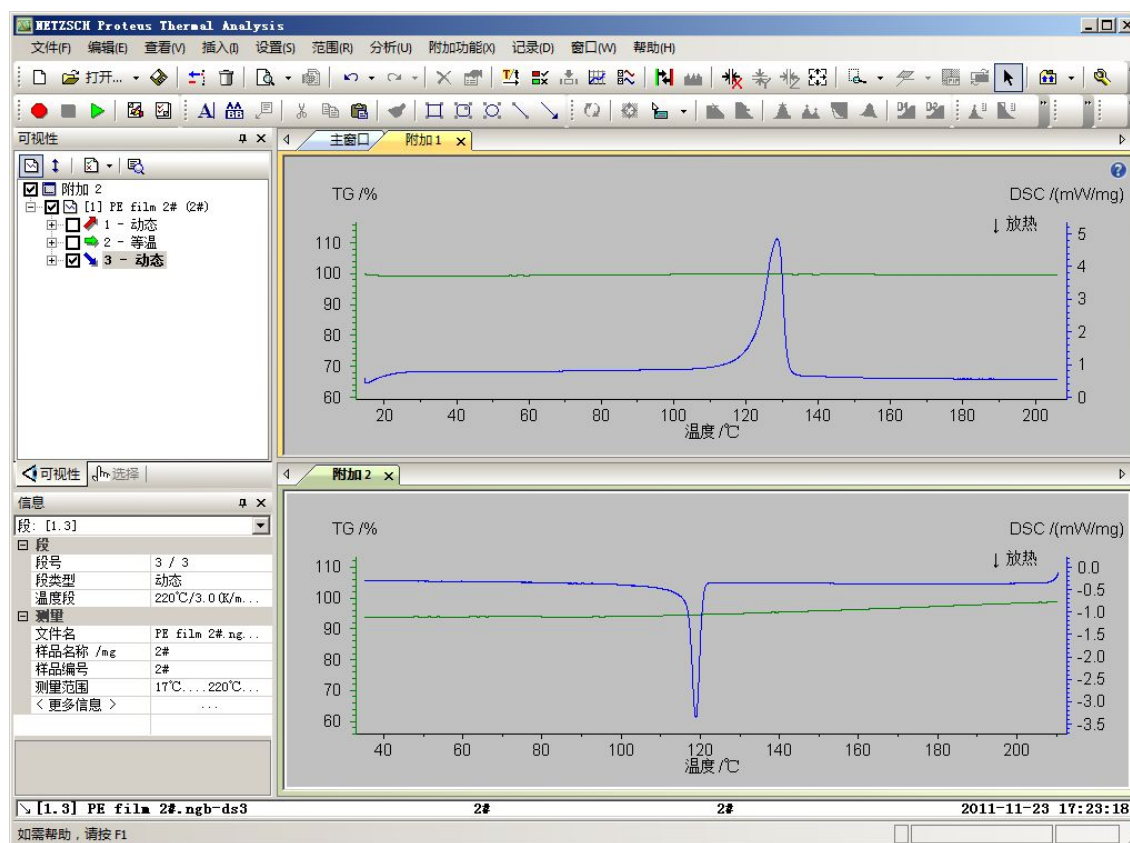 NETZSCH Proteus Thermal Analysis
文件(F) 编辑(E) 查看(V) 插入(I) 设置(S) 范围(R) 分析(U) 附加功能(X) 记录(D) 窗口(W) 帮助(H)
打开...
可视性
附加 2
[1] PE film 2# (2#)
1 - 动态
2 - 等温
3 - 动态
可视性 选择
信息
段: [1.3]
段
段号 3 / 3
段类型 动态
温度段 220℃/3.0(K/m...
测量
文件名 PE film 2#.ng...
样品名称 /mg 2#
样品编号 2#
测量范围 17℃....220℃...
<更多信息> ...
主窗口 附加 1
TG /% DSC /(mW/mg)
↓ 放热
110
100
90
80
70
60
5
4
3
2
1
0
20 40 60 80 100 120 140 160 180 200
温度 /℃
附加 2
TG /% DSC /(mW/mg)
↓ 放热
110
100
90
80
70
60
0.0
-0.5
-1.0
-1.5
-2.0
-2.5
-3.0
-3.5
40 60 80 100 120 140 160 180 200
温度 /℃
[1.3] PE film 2#.ngb-ds3 2# 2# 2011-11-23 17:23:18
如需帮助，请按 F1